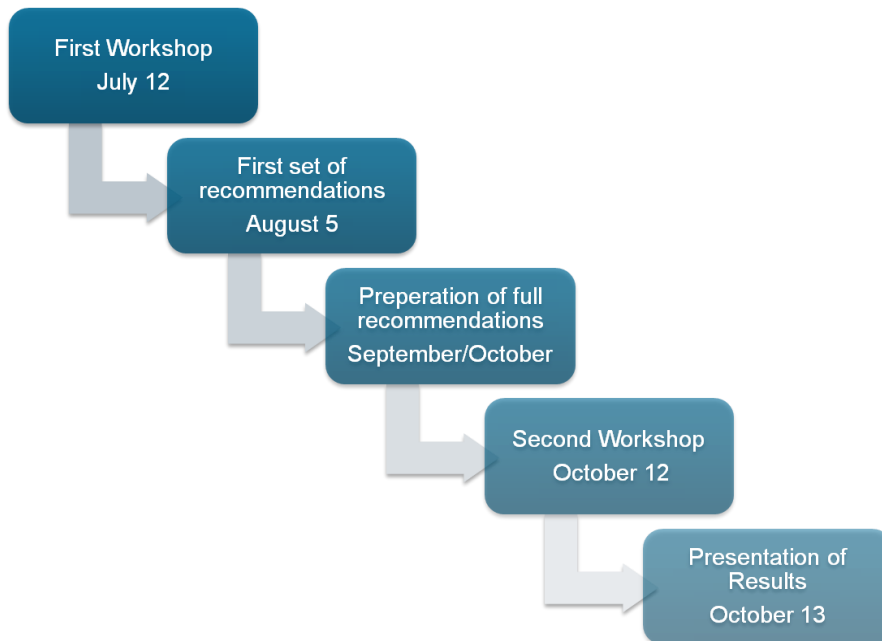 First Workshop
July 12
First set of
recommendations
August 5
Preperation of full
recommendations
September/October
Second Workshop
October 12
Presentation of
Results
October 13